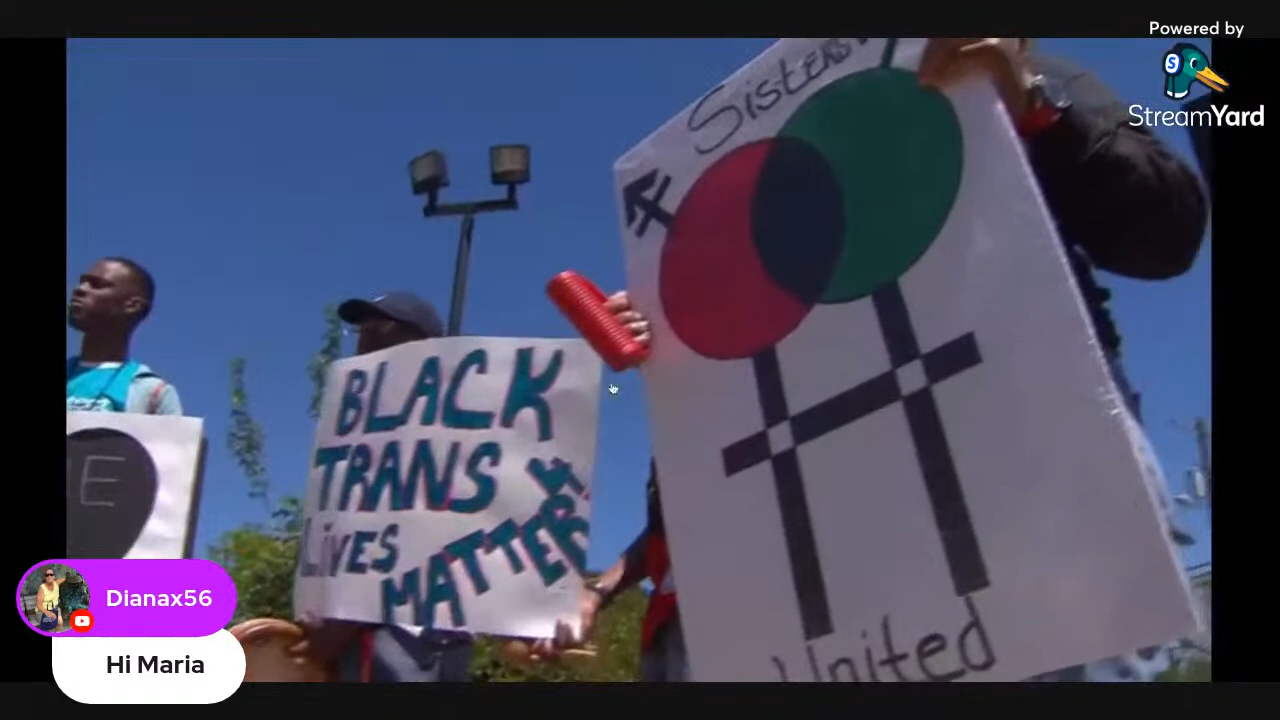 Powered by
StreamYard
Sisters
BLACK
TRANS
LiVES
MATTER
E
United
Dianax56
Hi Maria